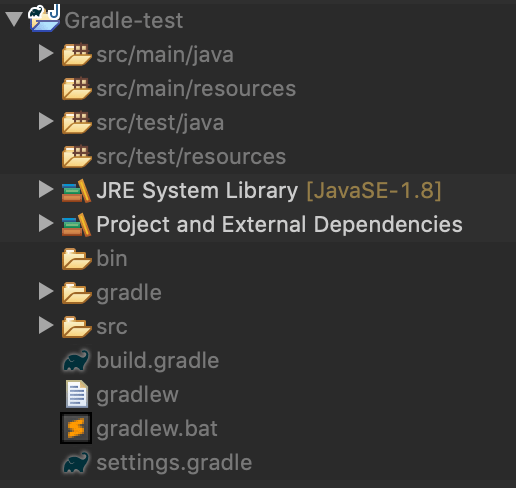 Gradle-test
src/main/java
src/main/resources
src/test/java
src/test/resources
JRE System Library [JavaSE-1.8]
Project and External Dependencies
bin
gradle
src
build.gradle
gradlew
gradlew.bat
settings.gradle